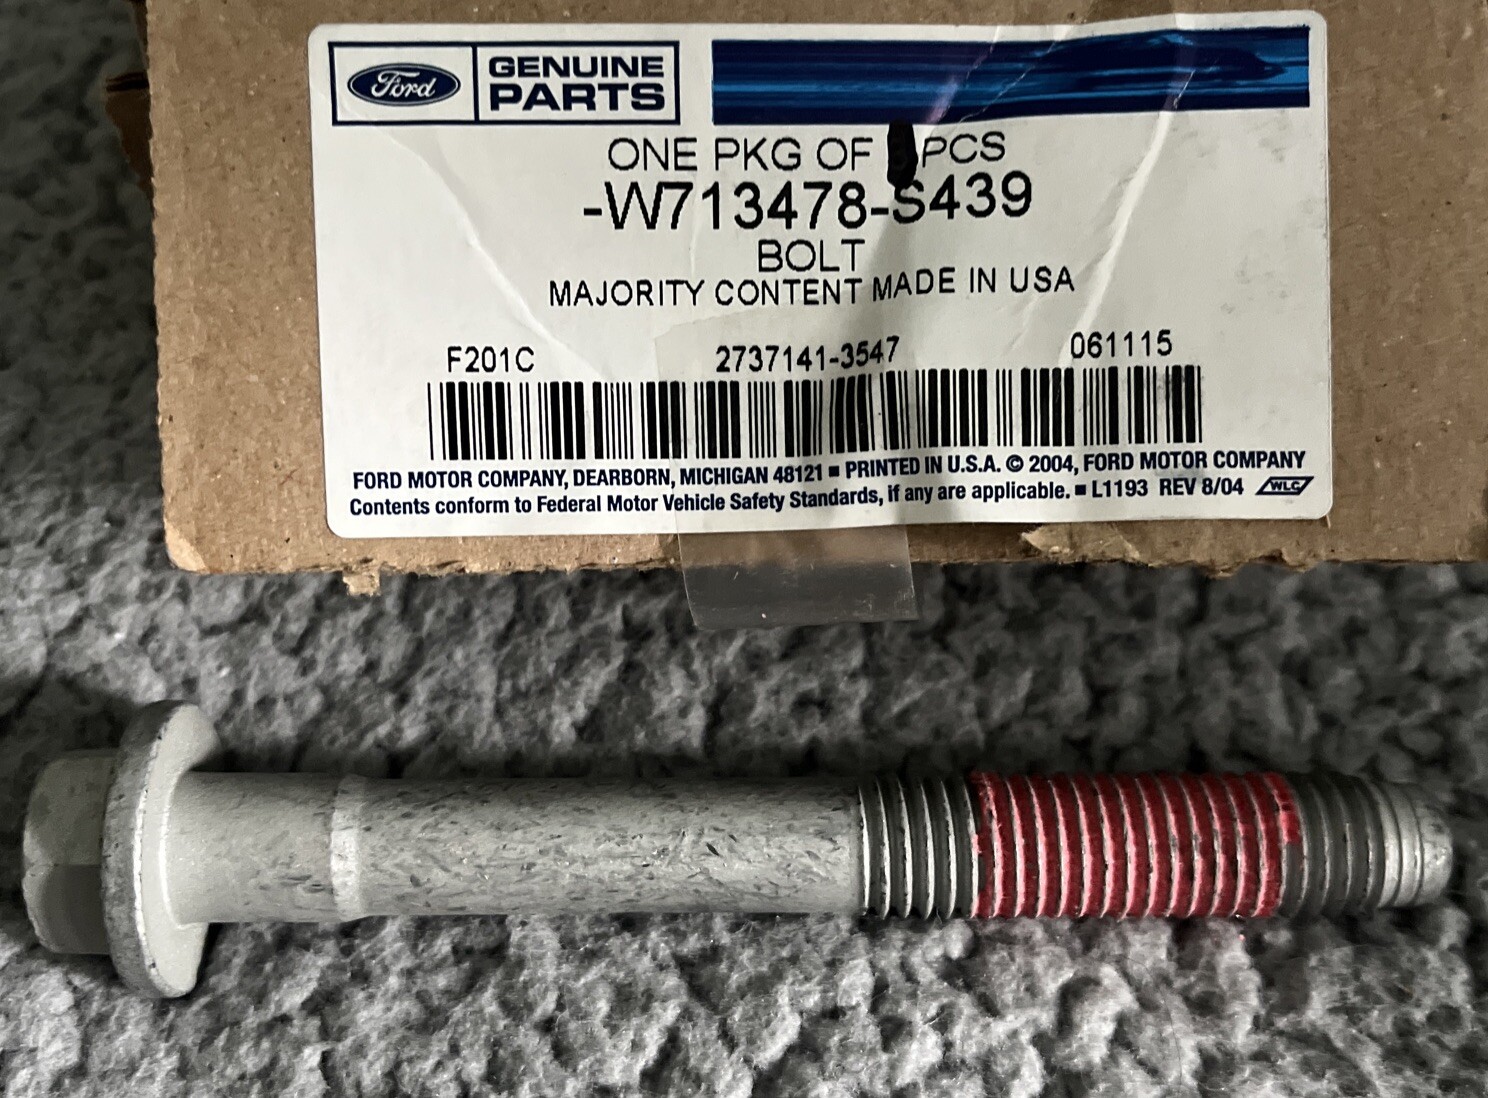 Ford GENUINE PARTS
ONE PKG OF PCS
-W713478-S439
BOLT
MAJORITY CONTENT MADE IN USA
F201C 2737141-3547 061115
FORD MOTOR COMPANY, DEARBORN, MICHIGAN 48121 ■ PRINTED IN U.S.A. © 2004, FORD MOTOR COMPANY
Contents conform to Federal Motor Vehicle Safety Standards, if any are applicable. ■ L1193 REV 8/04 WLC